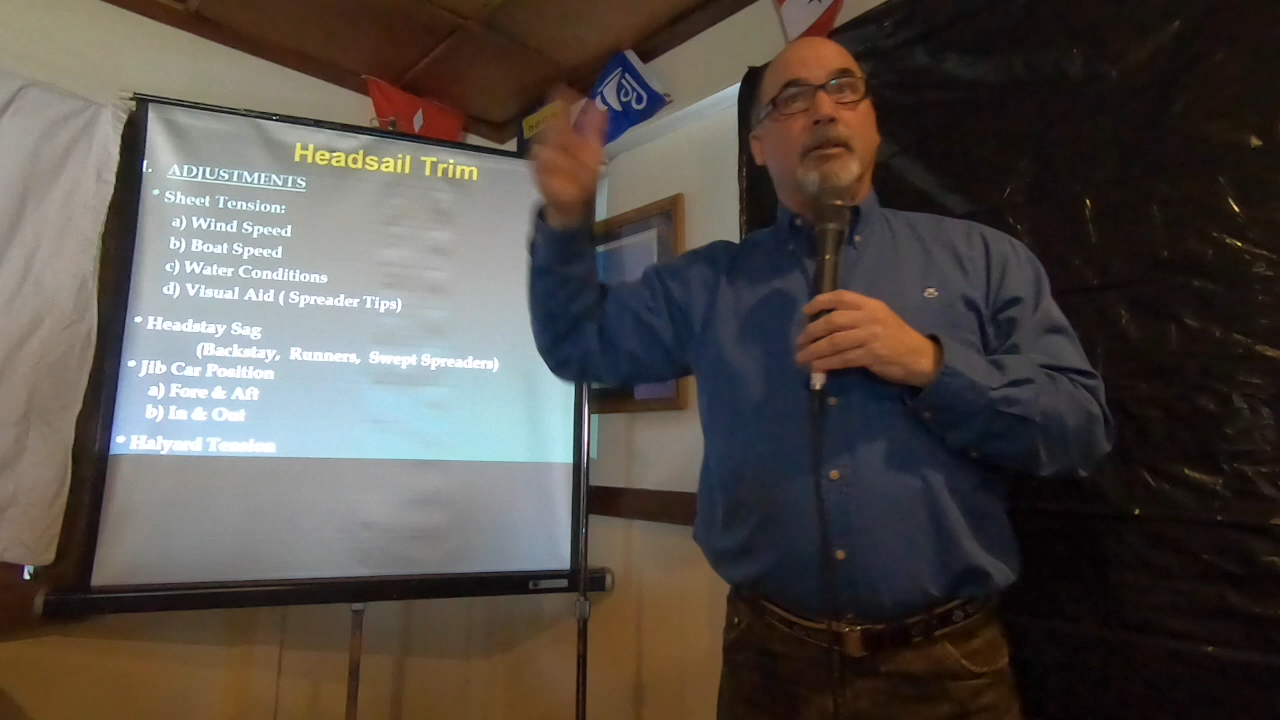 Headsail Trim
I. ADJUSTMENTS
* Sheet Tension:
a) Wind Speed
b) Boat Speed
c) Water Conditions
d) Visual Aid ( Spreader Tips)
* Headstay Sag
(Backstay, Runners, Swept Spreaders)
* Jib Car Position
a) Fore & Aft
b) In & Out
* Halyard Tension